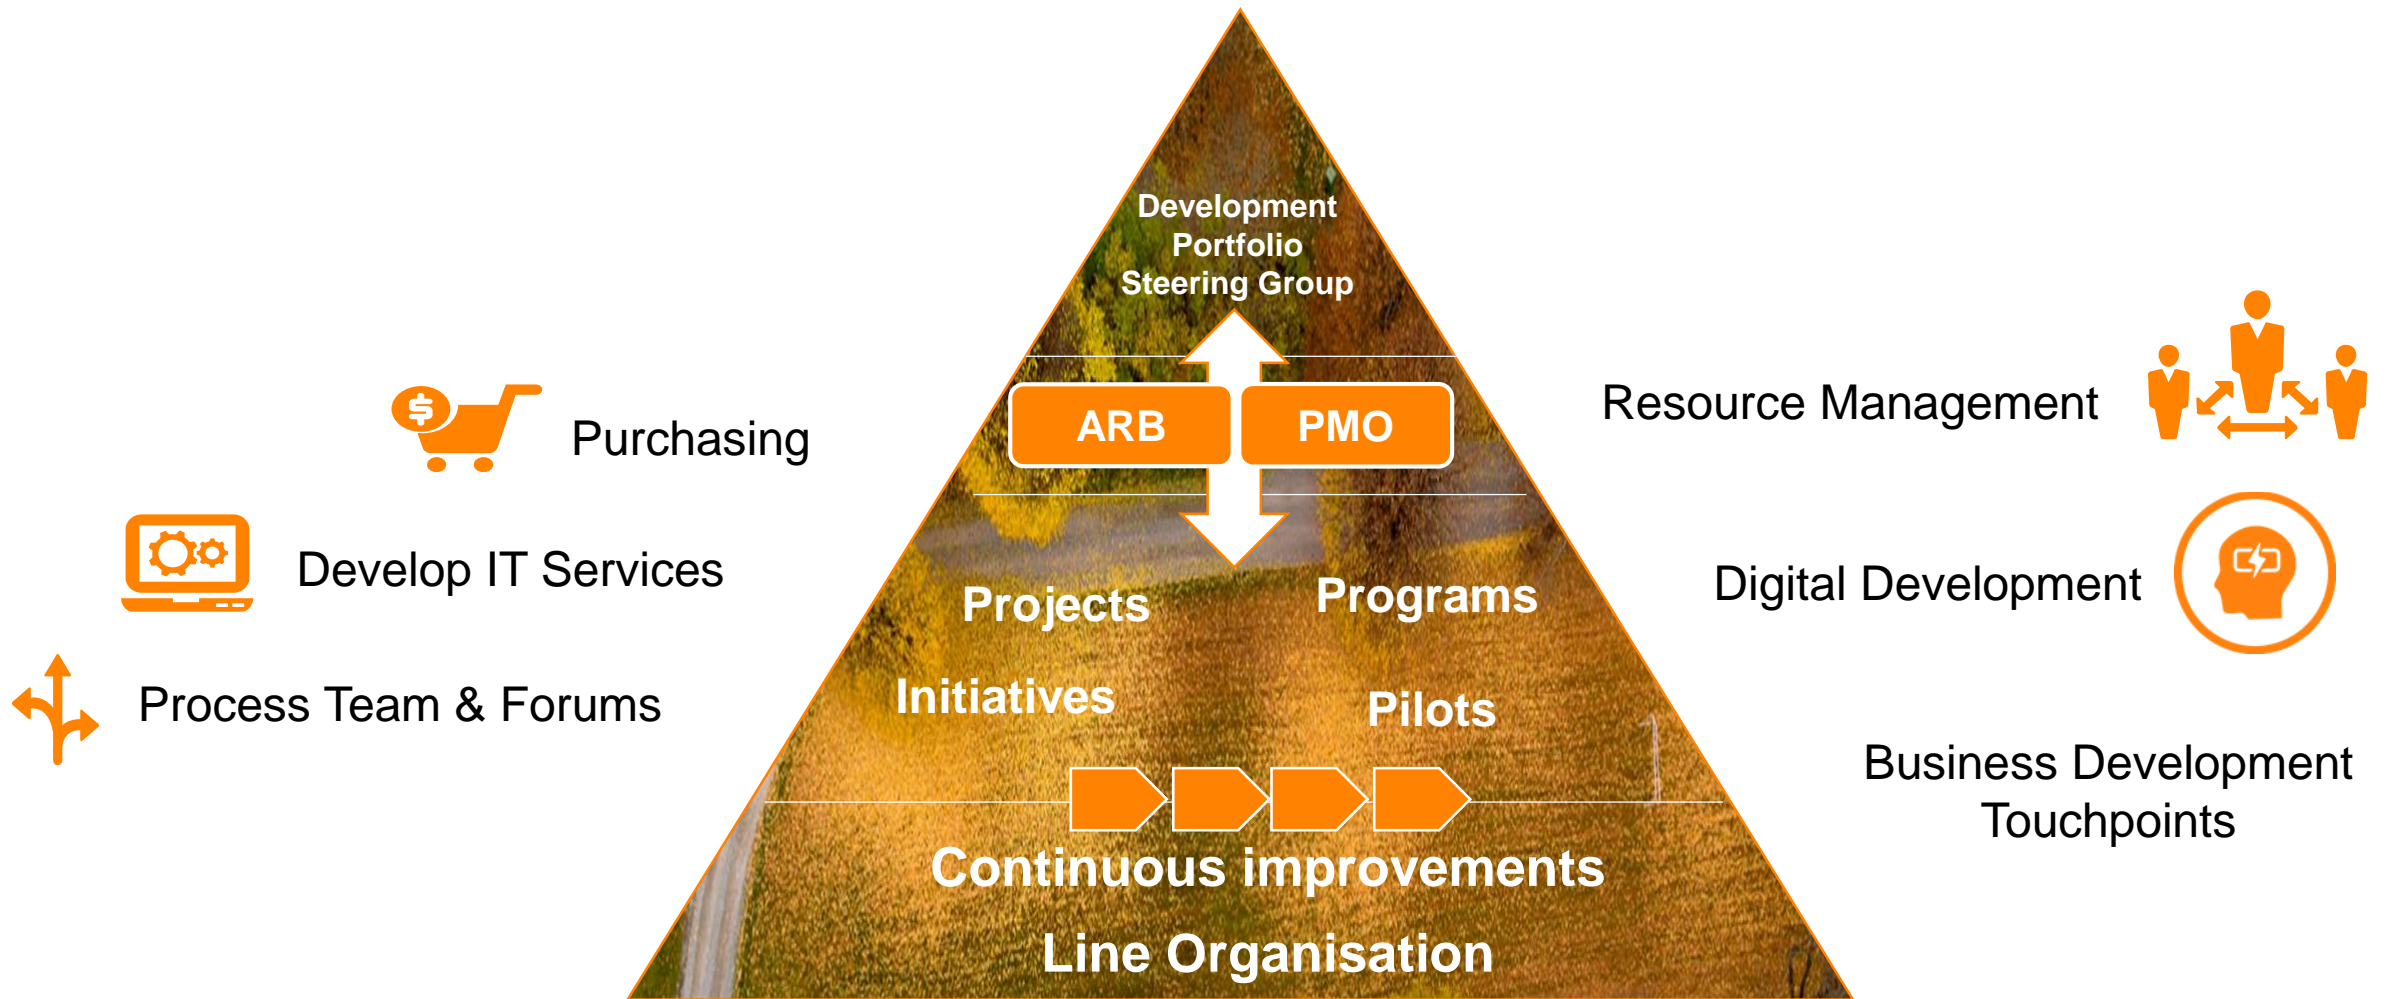 Development
Portfolio
Steering Group
ARB
PMO
Purchasing
Develop IT Services
Process Team & Forums
Projects
Programs
Initiatives
Pilots
Continuous improvements
Line Organisation
Resource Management
Digital Development
Business Development
Touchpoints
$